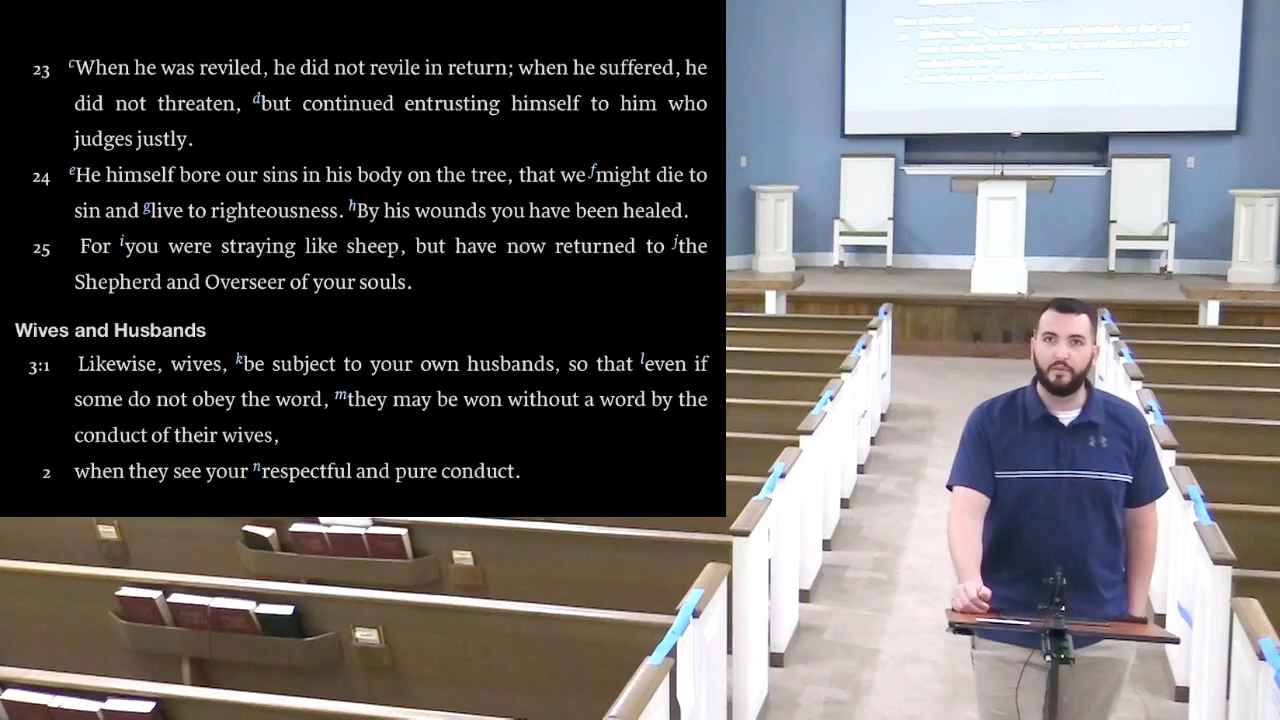 23 cWhen he was reviled, he did not revile in return; when he suffered, he
did not threaten, dbut continued entrusting himself to him who
judges justly.
24 eHe himself bore our sins in his body on the tree, that we fmight die to
sin and glive to righteousness. hBy his wounds you have been healed.
25 For iyou were straying like sheep, but have now returned to jthe
Shepherd and Overseer of your souls.
Wives and Husbands
3:1 Likewise, wives, kbe subject to your own husbands, so that leven if
some do not obey the word, mthey may be won without a word by the
conduct of their wives,
2 when they see your nrespectful and pure conduct.